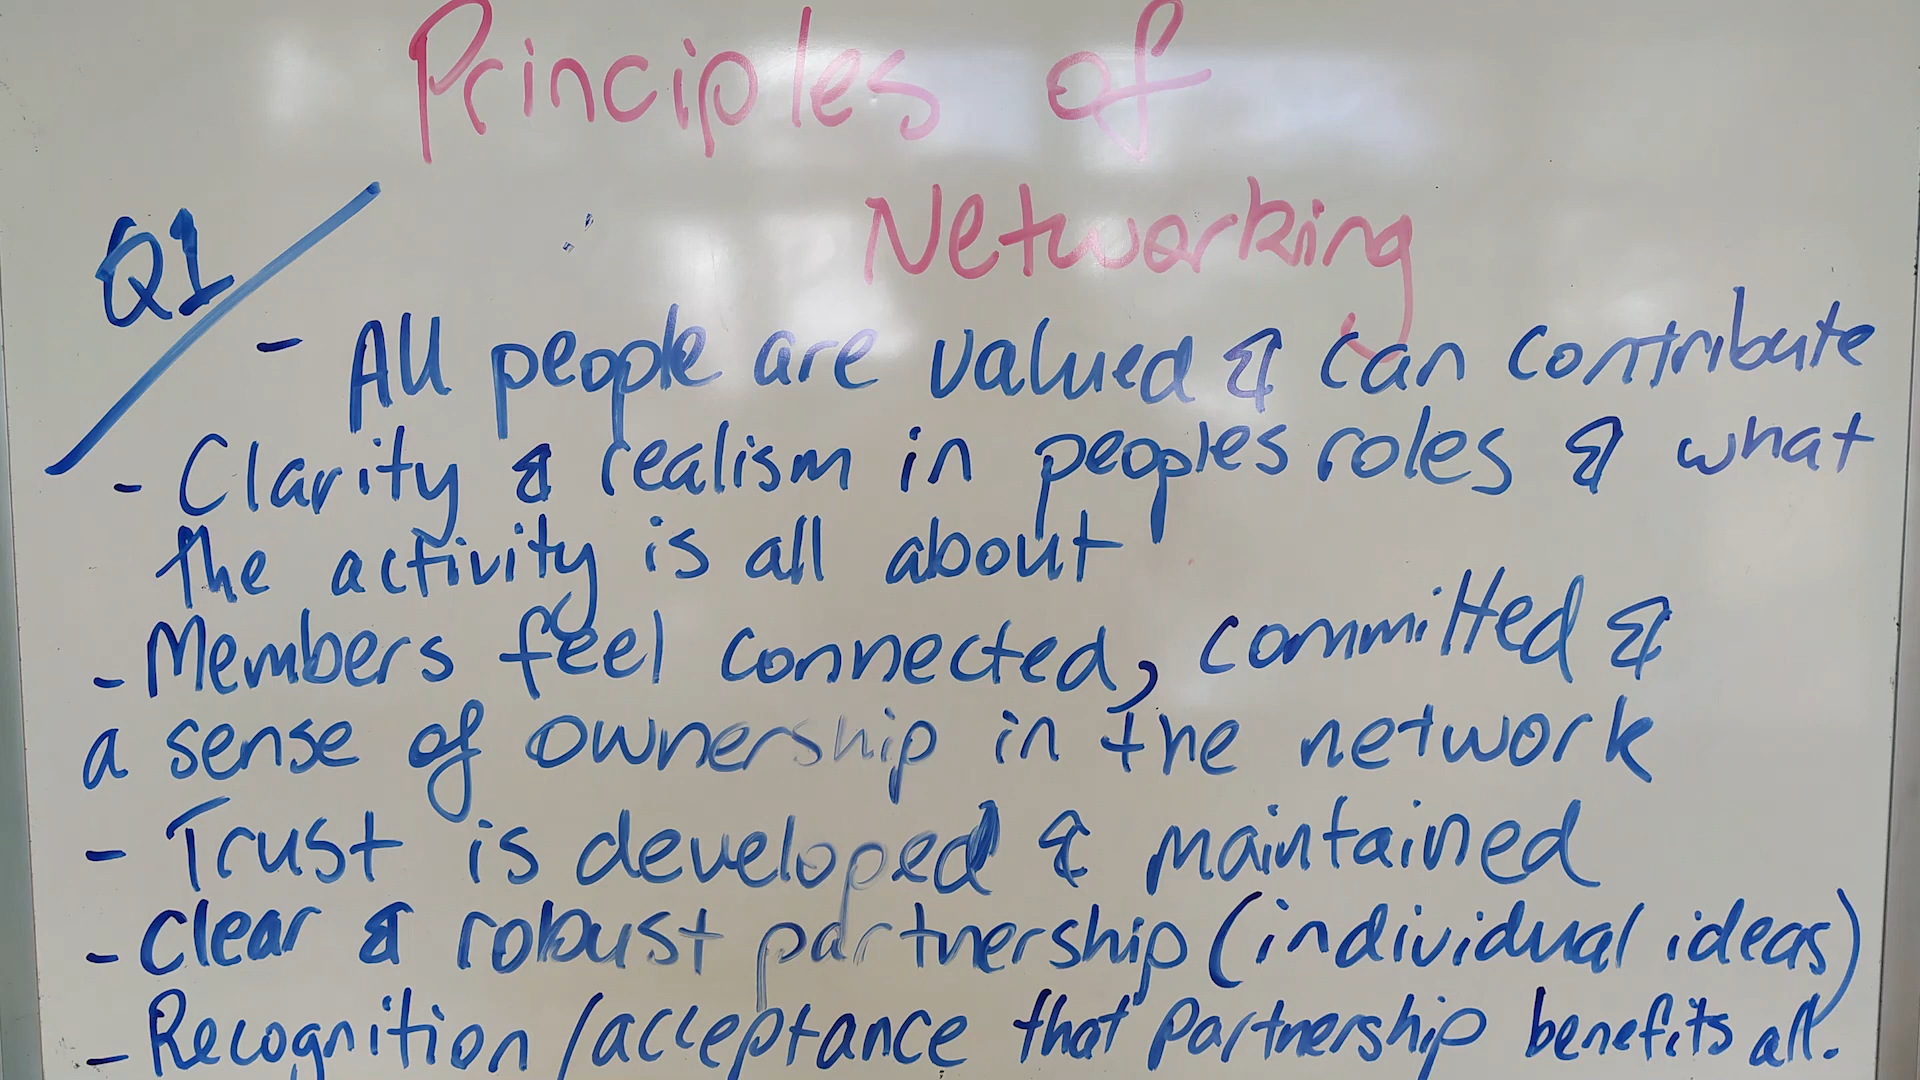 Principles of
Networking
Q1
- All people are valued & can contribute
- Clarity & realism in peoples roles & what
the activity is all about
- Members feel connected, committed &
a sense of ownership in the network
- Trust is developed & maintained
- Clear & robust partnership (individual ideas)
- Recognition/acceptance that Partnership benefits all.